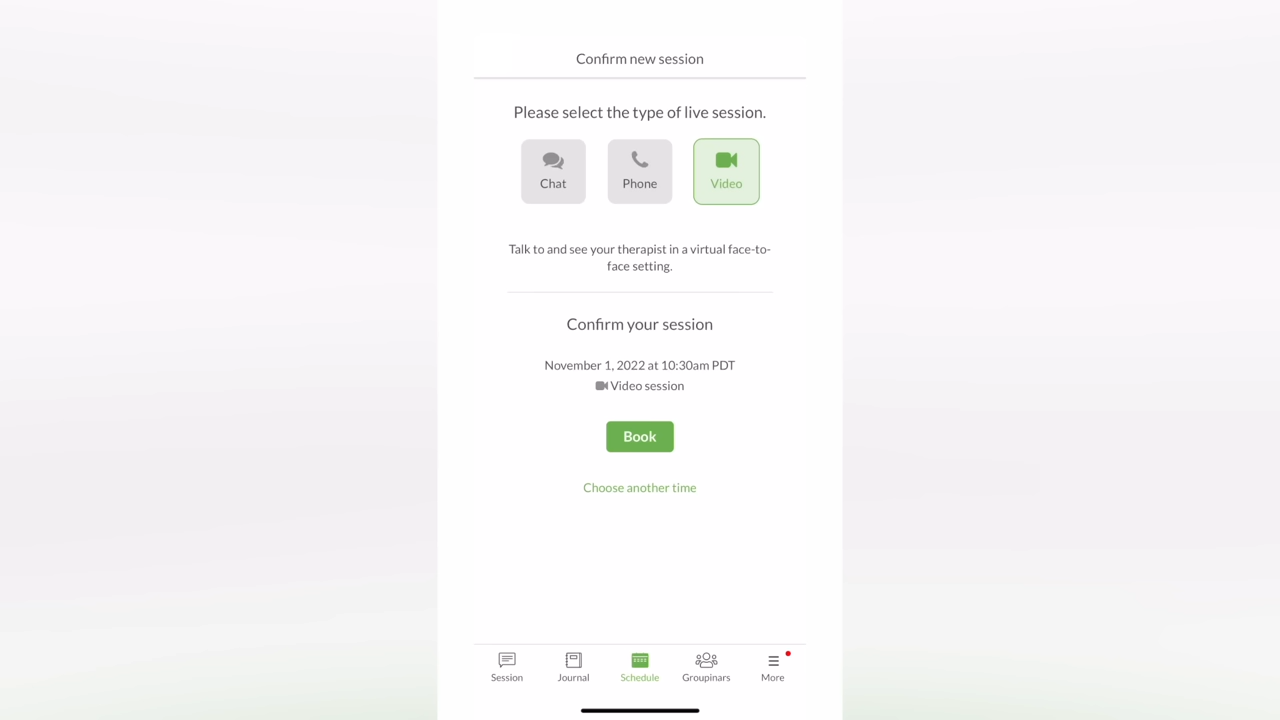 Confirm new session
Please select the type of live session.
Chat
Phone
Video
Talk to and see your therapist in a virtual face-to-
face setting.
Confirm your session
November 1, 2022 at 10:30am PDT
Video session
Book
Choose another time
Session
Journal
Schedule
Groupinars
More